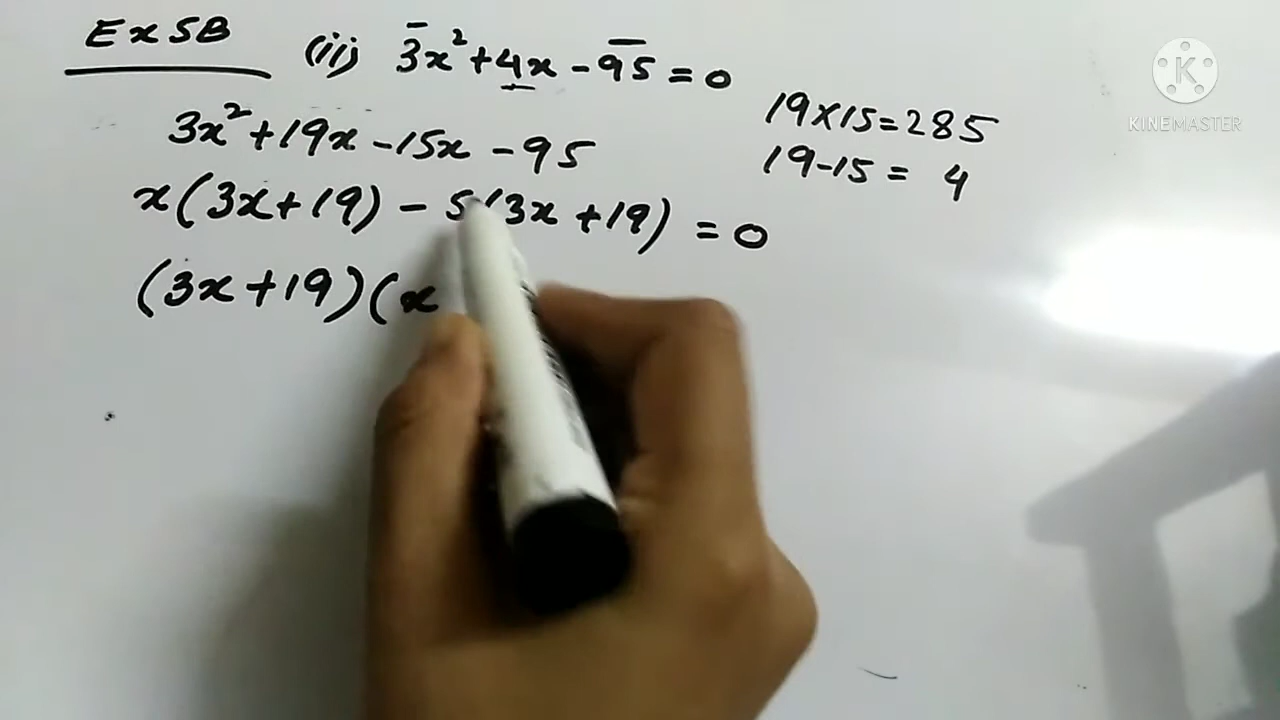 Ex 5B (ii) 3x² + 4x - 95 = 0
3x² + 19x - 15x - 95
x(3x + 19) - 5(3x + 19) = 0
(3x + 19)(x
19 × 15 = 285
19 - 15 = 4
K
KINEMASTER